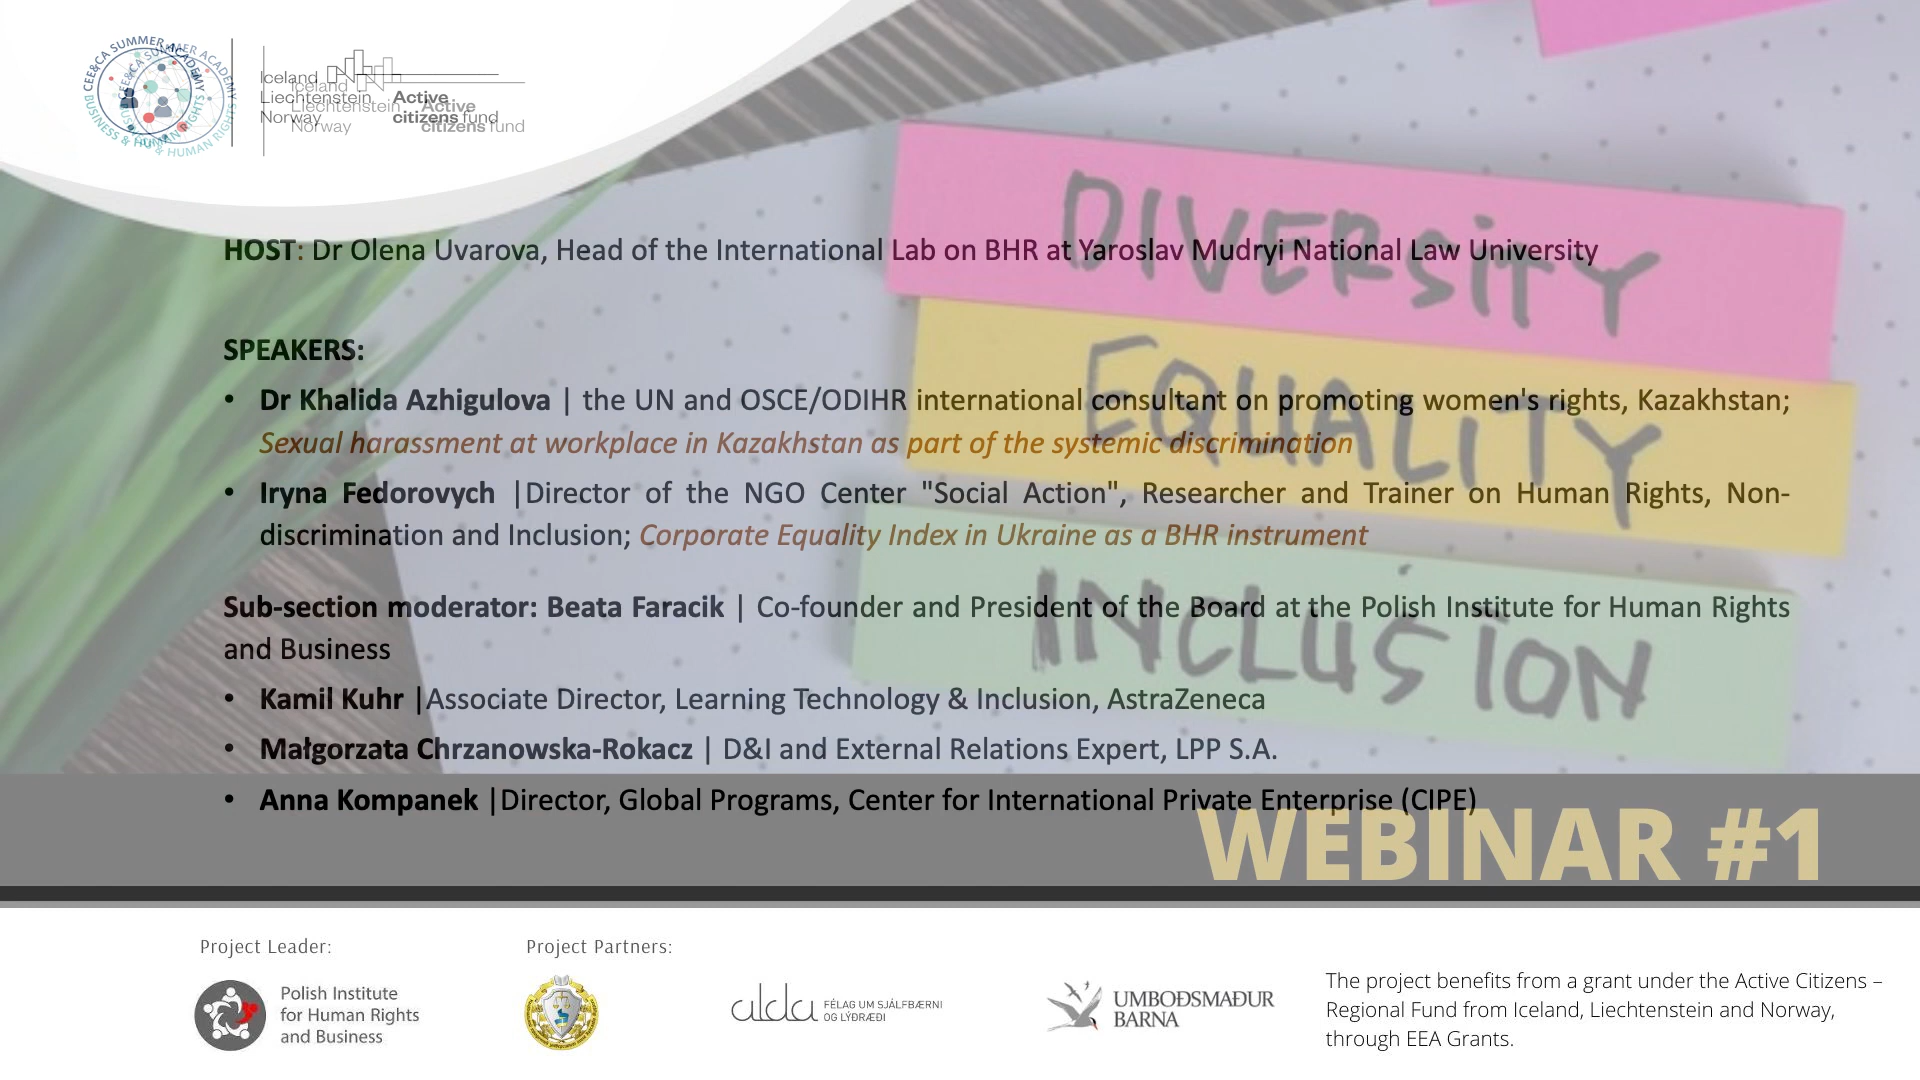 CEE&CA SUMMER ACADEMY
BUSINESS & HUMAN RIGHTS
Iceland
Liechtenstein
Norway
Active
citizens fund
Iceland
Liechtenstein
Norway
Active
citizens fund
DIVERSITY
EQUALITY
INCLUSION
HOST: Dr Olena Uvarova, Head of the International Lab on BHR at Yaroslav Mudryi National Law University
SPEAKERS:
• Dr Khalida Azhigulova | the UN and OSCE/ODIHR international consultant on promoting women's rights, Kazakhstan;
Sexual harassment at workplace in Kazakhstan as part of the systemic discrimination
• Iryna Fedorovych |Director of the NGO Center "Social Action", Researcher and Trainer on Human Rights, Non-
discrimination and Inclusion; Corporate Equality Index in Ukraine as a BHR instrument
Sub-section moderator: Beata Faracik | Co-founder and President of the Board at the Polish Institute for Human Rights
and Business
• Kamil Kuhr |Associate Director, Learning Technology & Inclusion, AstraZeneca
• Małgorzata Chrzanowska-Rokacz | D&I and External Relations Expert, LPP S.A.
• Anna Kompanek |Director, Global Programs, Center for International Private Enterprise (CIPE)
WEBINAR #1
Project Leader:
Polish Institute
for Human Rights
and Business
Project Partners:
alda
FÉLAG UM SJÁLFBÆRNI
OG LÝÐRÆÐI
UMBOÐSMAÐUR
BARNA
The project benefits from a grant under the Active Citizens –
Regional Fund from Iceland, Liechtenstein and Norway,
through EEA Grants.